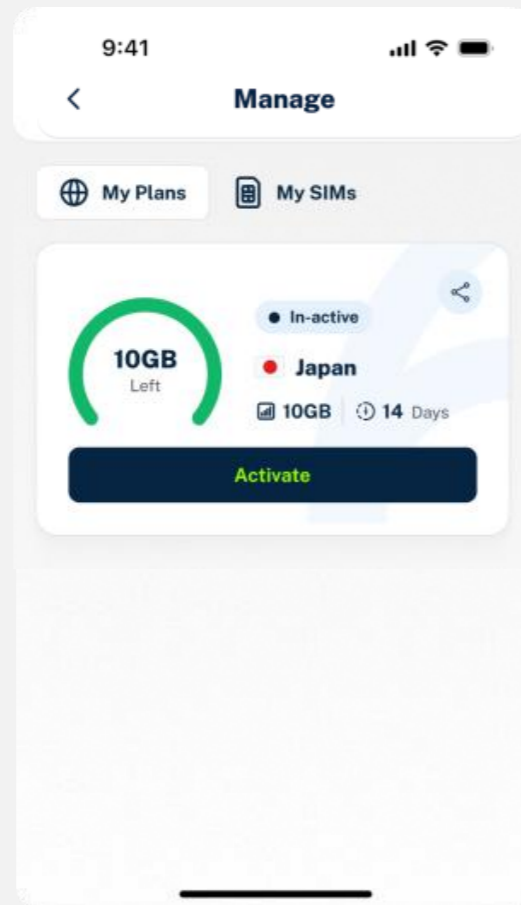 9:41
Manage
My Plans
My SIMs
In-active
10GB
Left
Japan
10GB
14 Days
Activate